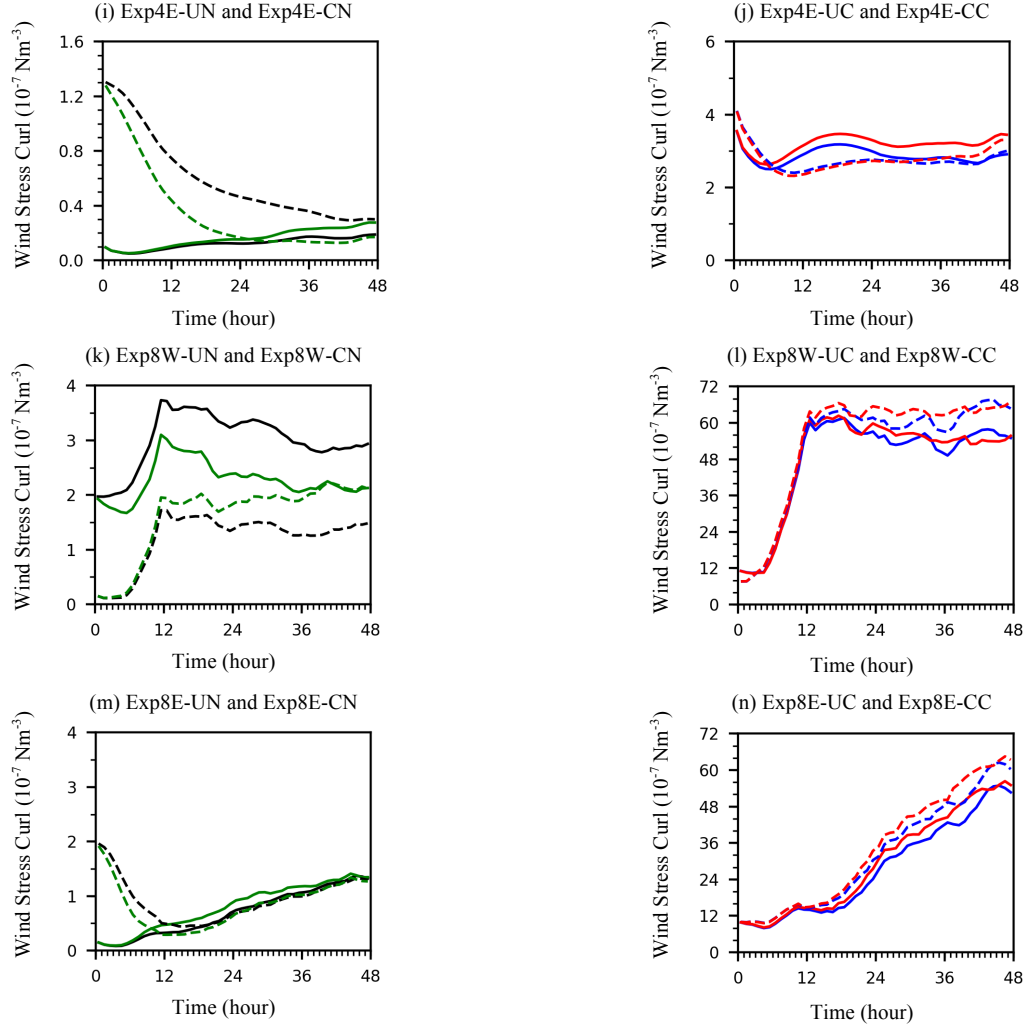 (i) Exp4E-UN and Exp4E-CN
Wind Stress Curl (10⁻⁷ Nm⁻³)
1.6
1.2
0.8
0.4
0.0
0 12 24 36 48
Time (hour)
(j) Exp4E-UC and Exp4E-CC
Wind Stress Curl (10⁻⁷ Nm⁻³)
6
4
2
0
0 12 24 36 48
Time (hour)
(k) Exp8W-UN and Exp8W-CN
Wind Stress Curl (10⁻⁷ Nm⁻³)
4
3
2
1
0
0 12 24 36 48
Time (hour)
(l) Exp8W-UC and Exp8W-CC
Wind Stress Curl (10⁻⁷ Nm⁻³)
72
60
48
36
24
12
0
0 12 24 36 48
Time (hour)
(m) Exp8E-UN and Exp8E-CN
Wind Stress Curl (10⁻⁷ Nm⁻³)
4
3
2
1
0
0 12 24 36 48
Time (hour)
(n) Exp8E-UC and Exp8E-CC
Wind Stress Curl (10⁻⁷ Nm⁻³)
72
60
48
36
24
12
0
0 12 24 36 48
Time (hour)